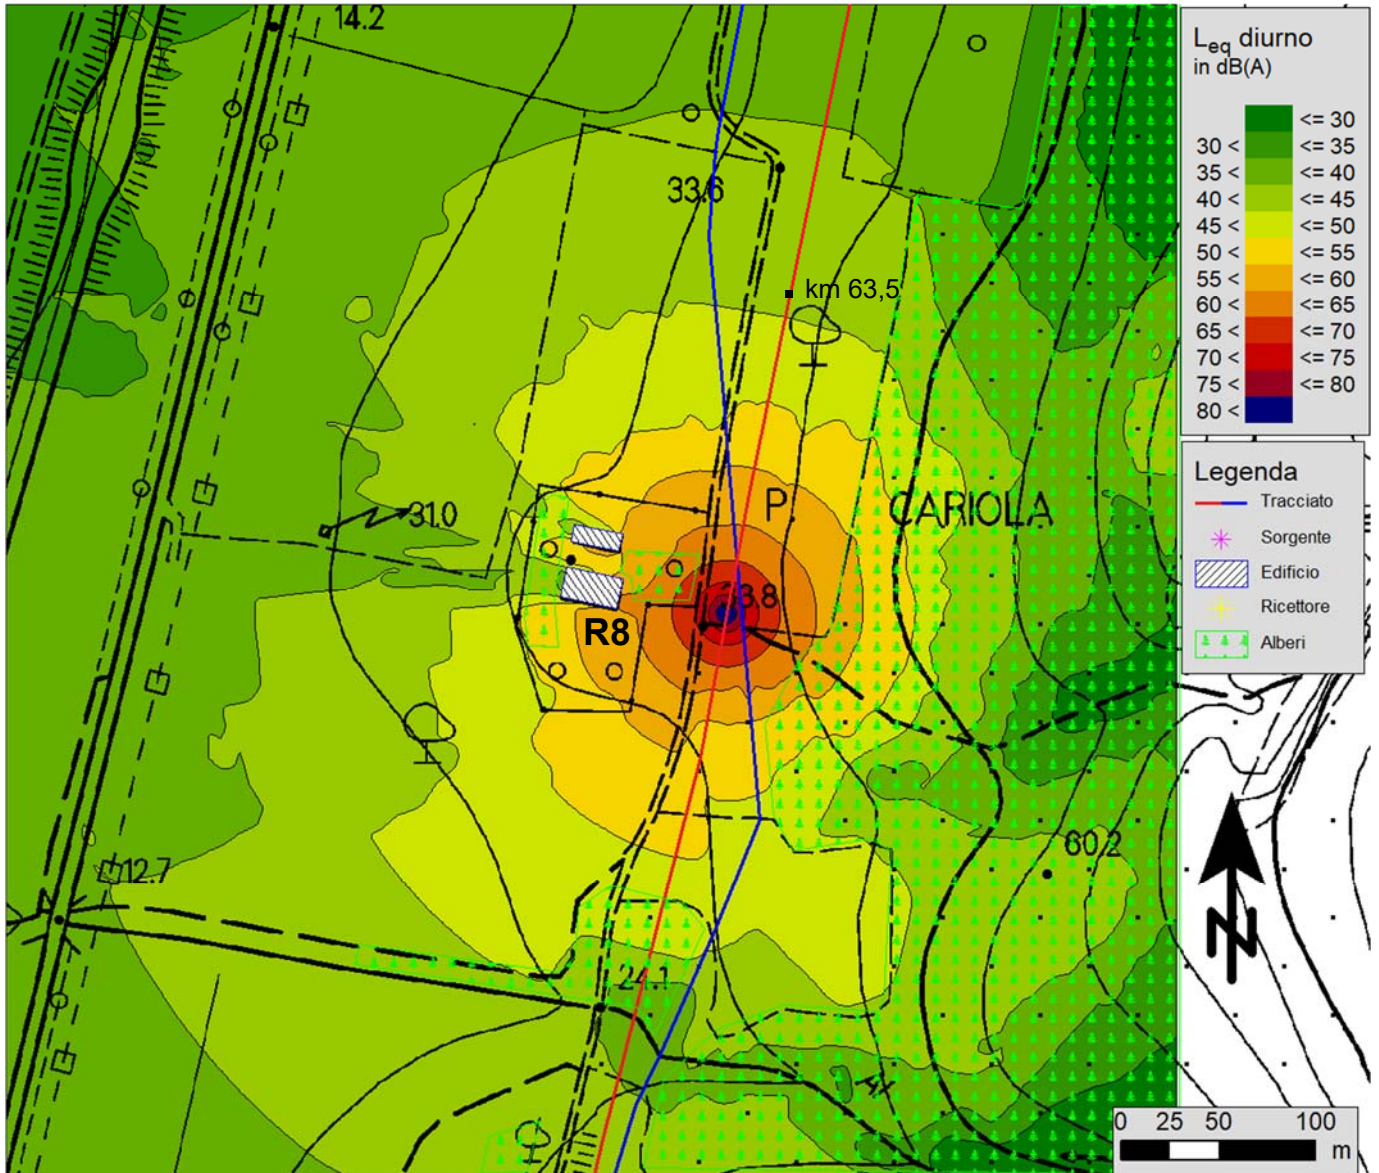 14.2
33.6
km 63,5
31.0
P
CARIOLA
3.8
R8
60.2
12.7
24.1
Leq diurno
in dB(A)
<= 30
30 < <= 35
35 < <= 40
40 < <= 45
45 < <= 50
50 < <= 55
55 < <= 60
60 < <= 65
65 < <= 70
70 < <= 75
75 < <= 80
80 <
Legenda
Tracciato
Sorgente
Edificio
Ricettore
Alberi
N
0 25 50 100
m